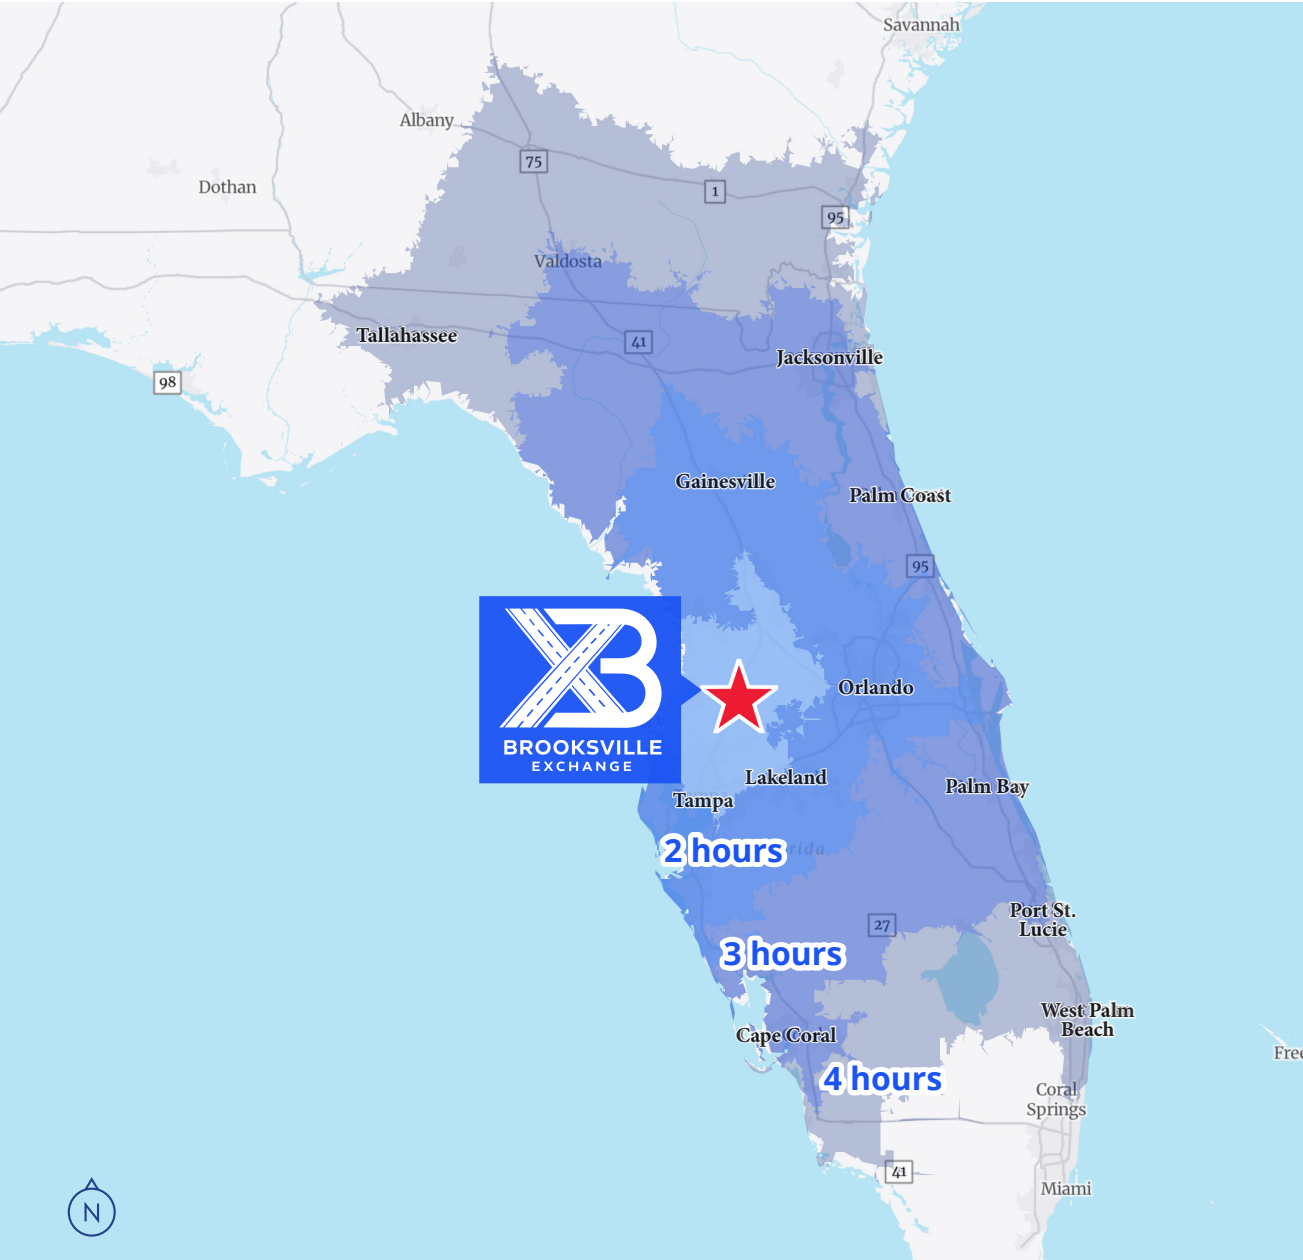 Savannah
Albany
75
Dothan
1
95
Valdosta
Tallahassee
41
Jacksonville
98
Gainesville
Palm Coast
95
BROOKSVILLE
EXCHANGE
Orlando
Lakeland
Palm Bay
Tampa
2 hours
rida
Port St.
Lucie
27
3 hours
West Palm
Beach
Cape Coral
Free
4 hours
Coral
Springs
41
Miami
N